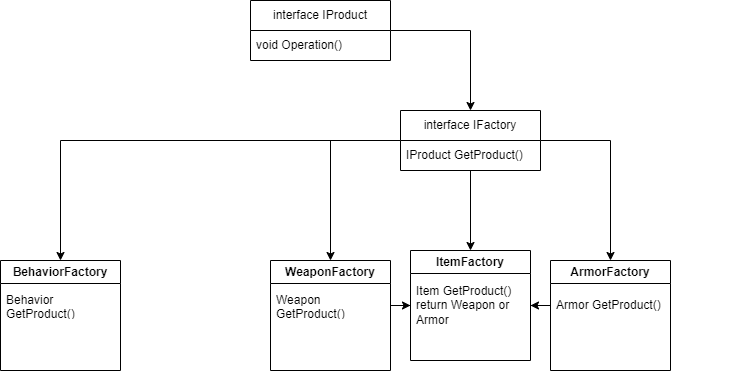 interface IProduct
void Operation()
interface IFactory
IProduct GetProduct()
BehaviorFactory
Behavior
GetProduct()
WeaponFactory
Weapon
GetProduct()
ItemFactory
Item GetProduct()
return Weapon or
Armor
ArmorFactory
Armor GetProduct()